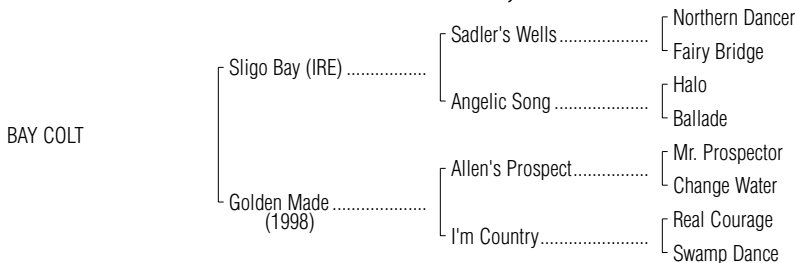 Northern Dancer
Sadler's Wells...................
Fairy Bridge
Sligo Bay (IRE) .................
Halo
Angelic Song ....................
Ballade
BAY COLT
Mr. Prospector
Allen's Prospect................
Change Water
Golden Made ....................
(1998)
Real Courage
I'm Country.......................
Swamp Dance